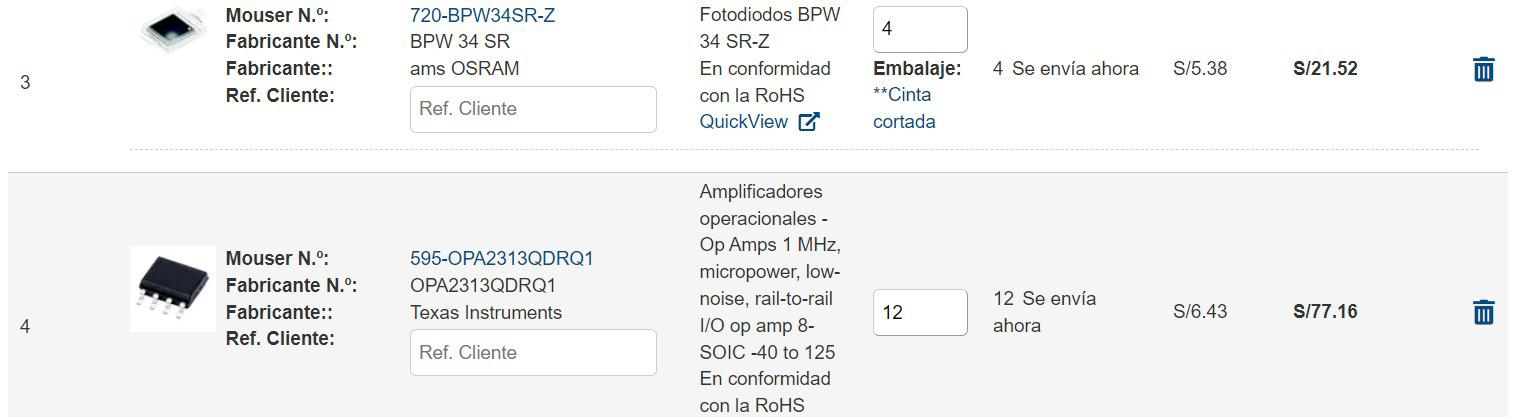 3
Mouser N.º: 720-BPW34SR-Z
Fabricante N.º: BPW 34 SR
Fabricante:: ams OSRAM
Ref. Cliente:
Ref. Cliente
Fotodiodos BPW
34 SR-Z
En conformidad
con la RoHS
QuickView
4
Embalaje:
**Cinta
cortada
4 Se envía ahora
S/5.38
S/21.52
4
Mouser N.º: 595-OPA2313QDRQ1
Fabricante N.º: OPA2313QDRQ1
Fabricante:: Texas Instruments
Ref. Cliente:
Ref. Cliente
Amplificadores
operacionales -
Op Amps 1 MHz,
micropower, low-
noise, rail-to-rail
I/O op amp 8-
SOIC -40 to 125
En conformidad
con la RoHS
12
12 Se envía
ahora
S/6.43
S/77.16